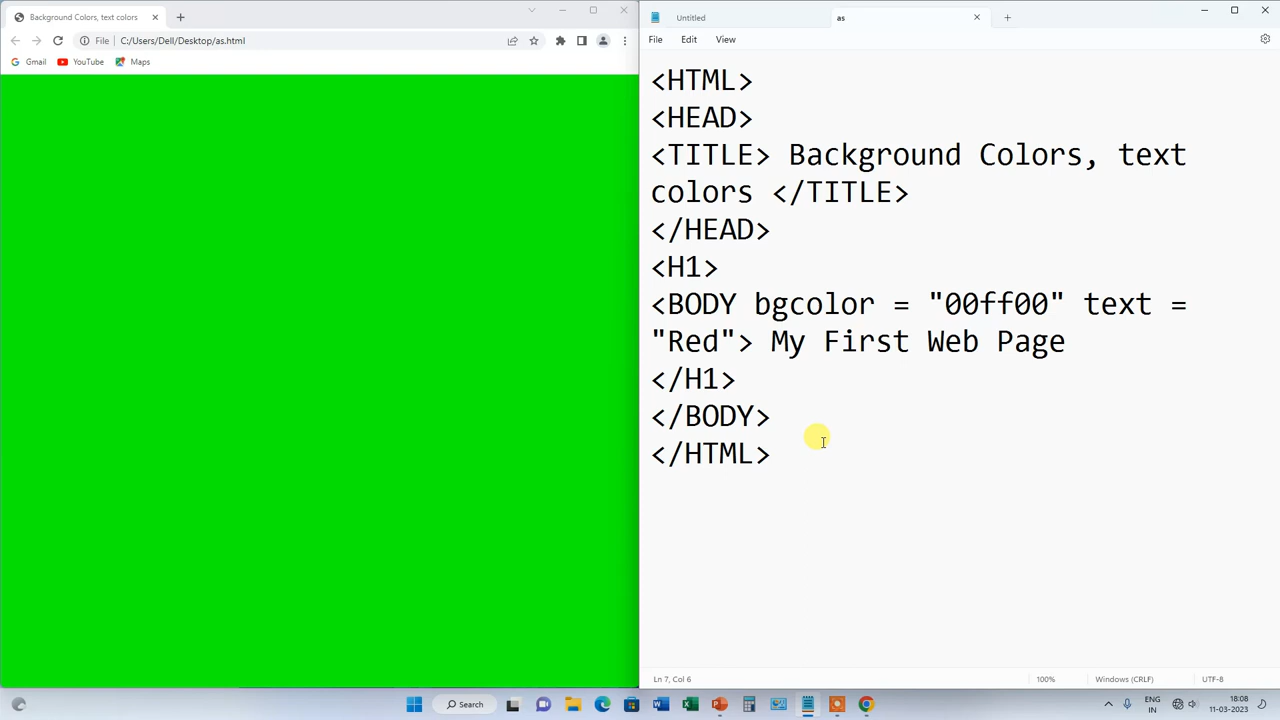 Background Colors, text colors
File
C:/Users/Dell/Desktop/as.html
Gmail
YouTube
Maps
Untitled
as
File Edit View
<HTML>
<HEAD>
<TITLE> Background Colors, text
colors </TITLE>
</HEAD>
<H1>
<BODY bgcolor = "00ff00" text =
"Red"> My First Web Page
</H1>
</BODY>
</HTML>
Ln 7, Col 6
100%
Windows (CRLF)
UTF-8
Search
ENG
IN
18:08
11-03-2023